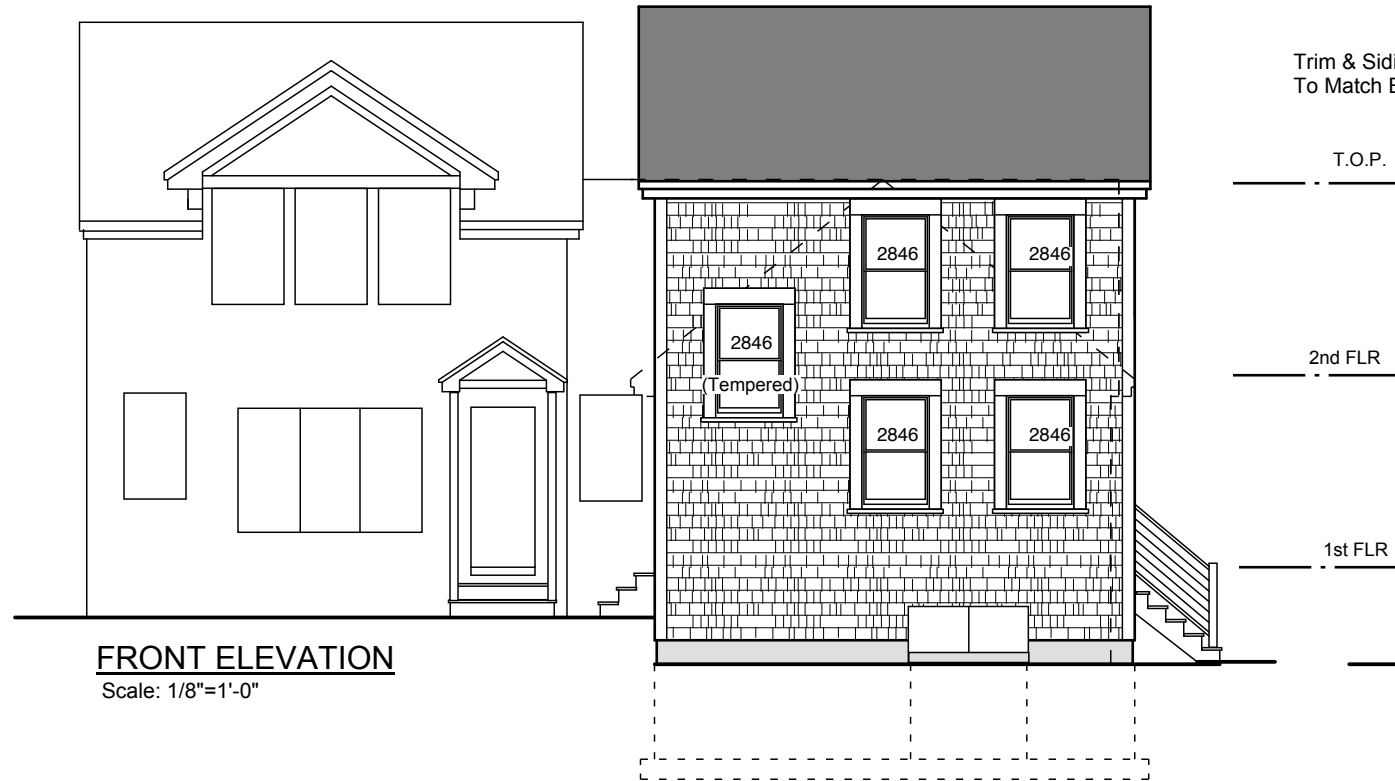 Trim & Sidi
To Match E
T.O.P.
2846
2846
2846
(Tempered)
2nd FLR
2846
2846
1st FLR
FRONT ELEVATION
Scale: 1/8"=1'-0"